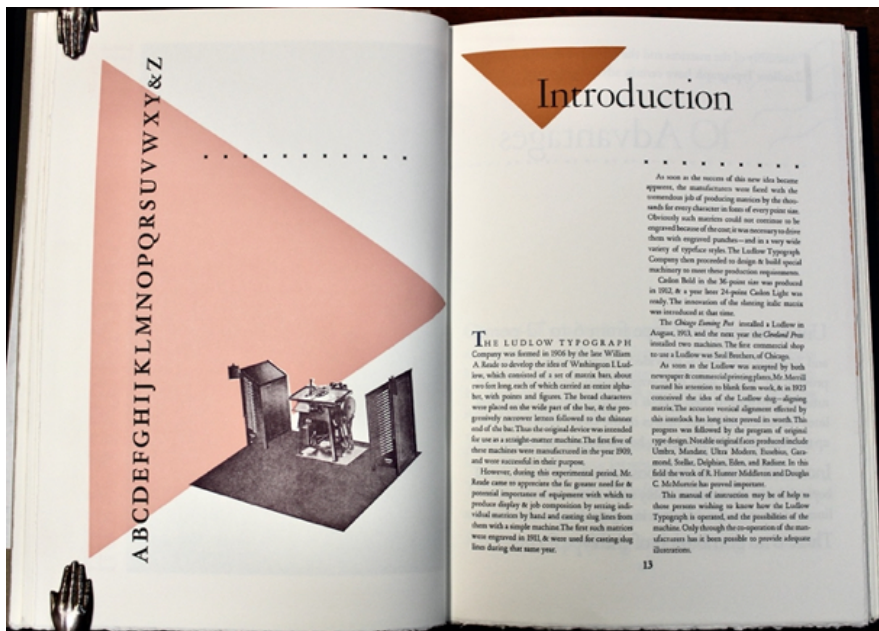 ABCDEFGHIJKLMNOPQRSTUVWXY&Z
Introduction
THE LUDLOW TYPOGRAPH
Company was formed in 1906 by the late William
A. Reade to develop the idea of Washington I. Lud-
low, which consisted of a set of matrix bars, about
two feet long, each of which carried an entire alpha-
bet, with points and figures. The broad characters
were placed on the wide part of the bar, & the pro-
gressively narrower letters followed to the thinner
end of the bar. Thus the original device was intended
for use as a straight-matter machine. The first five of
these machines were manufactured in the year 1909,
and were successful in their purpose.
However, during this experimental period, Mr.
Reade came to appreciate the far greater need for &
potential importance of equipment with which to
produce display & job composition by setting indi-
vidual matrices by hand and casting slug lines from
them with a simple machine. The first such matrices
were engraved in 1911, & were used for casting slug
lines during that same year.
As soon as the success of this new idea became
apparent, the manufacturers were faced with the
tremendous job of producing matrices by the thou-
sands for every character in fonts of every point size.
Obviously such matrices could not continue to be
engraved because of the cost; it was necessary to drive
them with engraved punches—and in a very wide
variety of typeface styles. The Ludlow Typograph
Company then proceeded to design & build special
machinery to meet these production requirements.
Caslon Bold in the 36-point size was produced
in 1912, & a year later 24-point Caslon Light was
ready. The innovation of the slanting italic matrix
was introduced at that time.
The Chicago Evening Post installed a Ludlow in
August, 1913, and the next year the Cleveland Press
installed two machines. The first commercial shop
to use a Ludlow was Seal Brothers, of Chicago.
As soon as the Ludlow was accepted by both
newspaper & commercial printing plants, Mr. Merrill
turned his attention to blank form work, & in 1923
conceived the idea of the Ludlow slug-aligning
matrix. The accurate vertical alignment effected by
this interlock has long since proved its worth. This
progress was followed by the program of original
type design. Notable original faces produced include
Umbra, Mandate, Ultra Modern, Eusebius, Gara-
mond, Stellar, Delphian, Eden, and Radiant. In this
field the work of R. Hunter Middleton and Douglas
C. McMurtrie has proved important.
This manual of instruction may be of help to
those persons wishing to know how the Ludlow
Typograph is operated, and the possibilities of the
machine. Only through the co-operation of the man-
ufacturers has it been possible to provide adequate
illustrations.
13